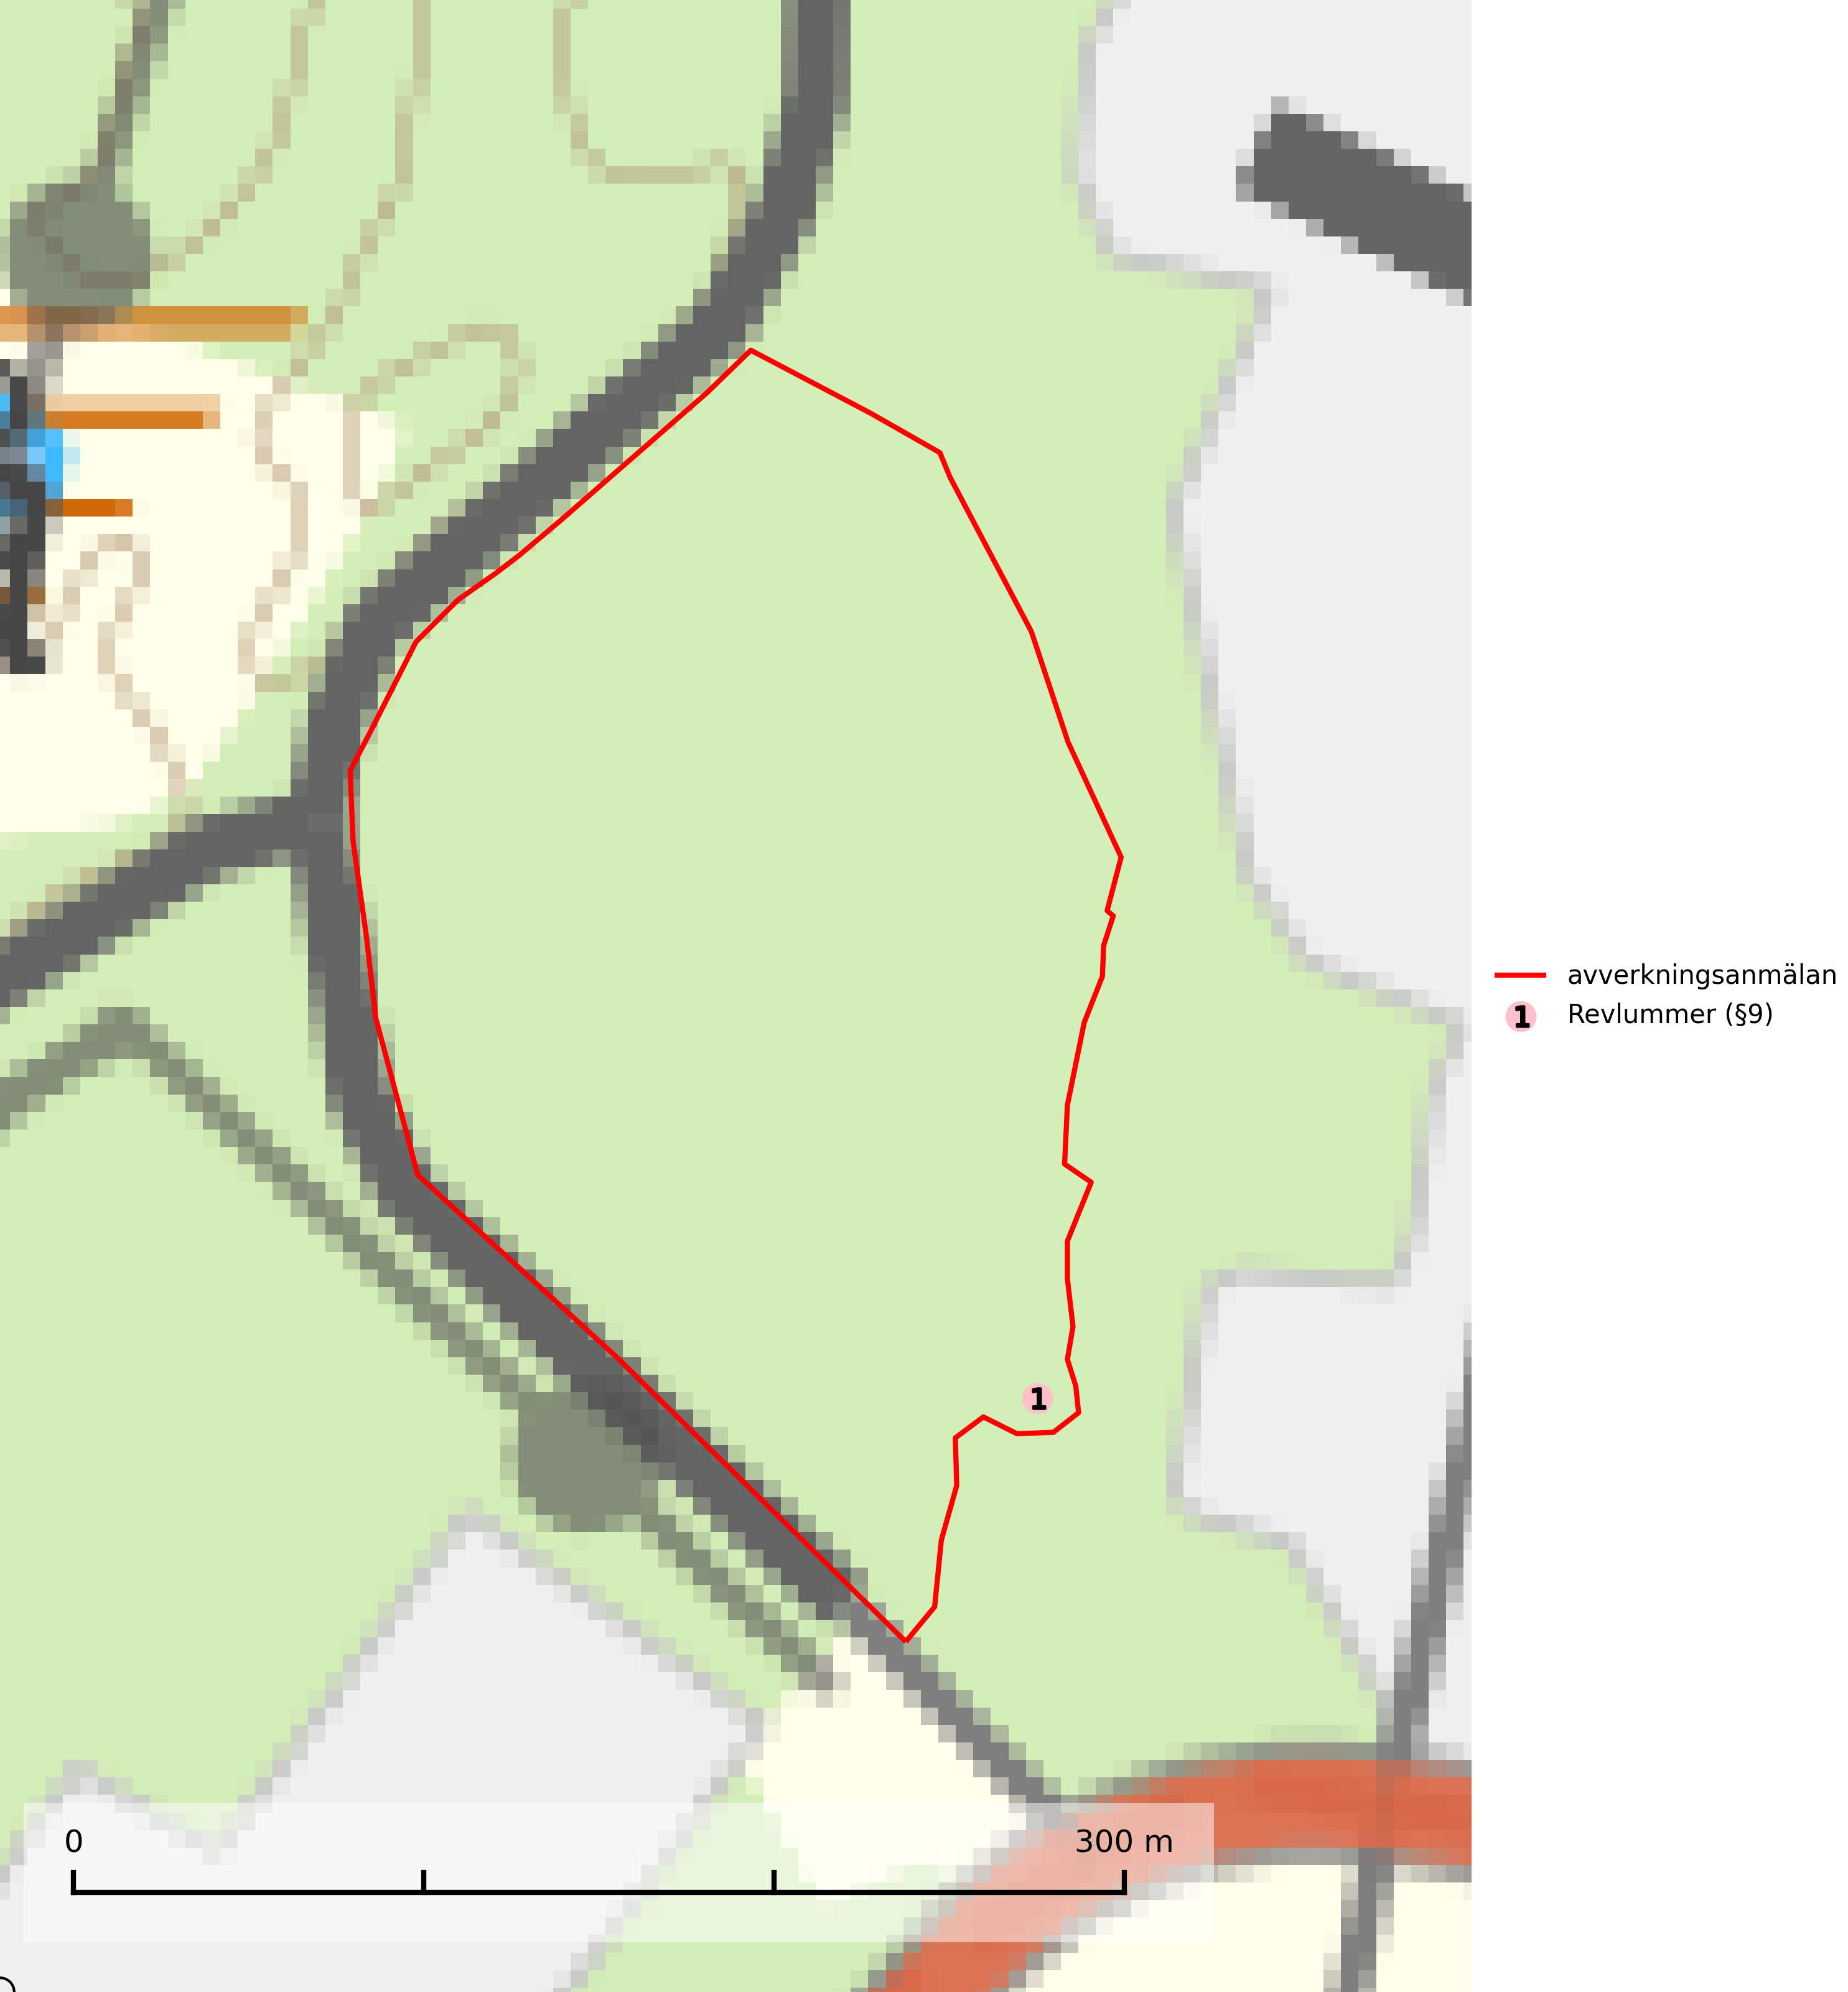 avverkningsanmälan
1 Revlummer (§9)
1
0 300 m